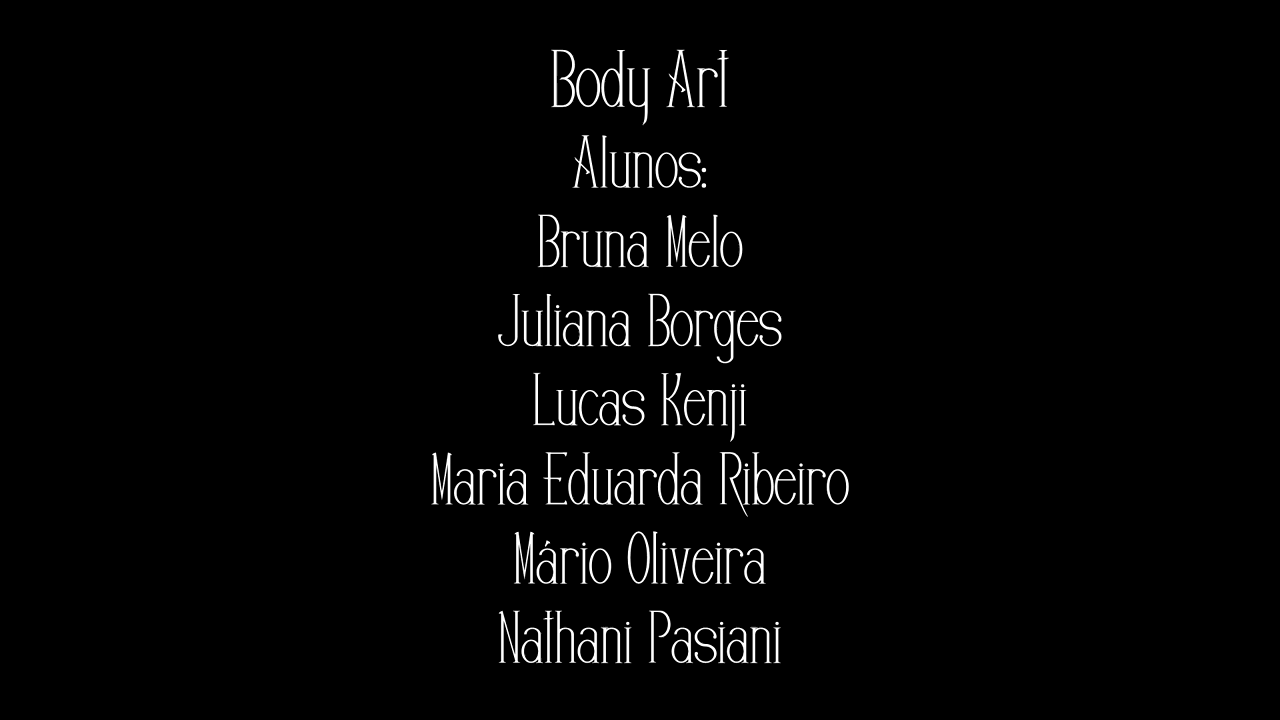 Body Art
Alunos:
Bruna Melo
Juliana Borges
Lucas Kenji
Maria Eduarda Ribeiro
Mário Oliveira
Nathani Pasiani